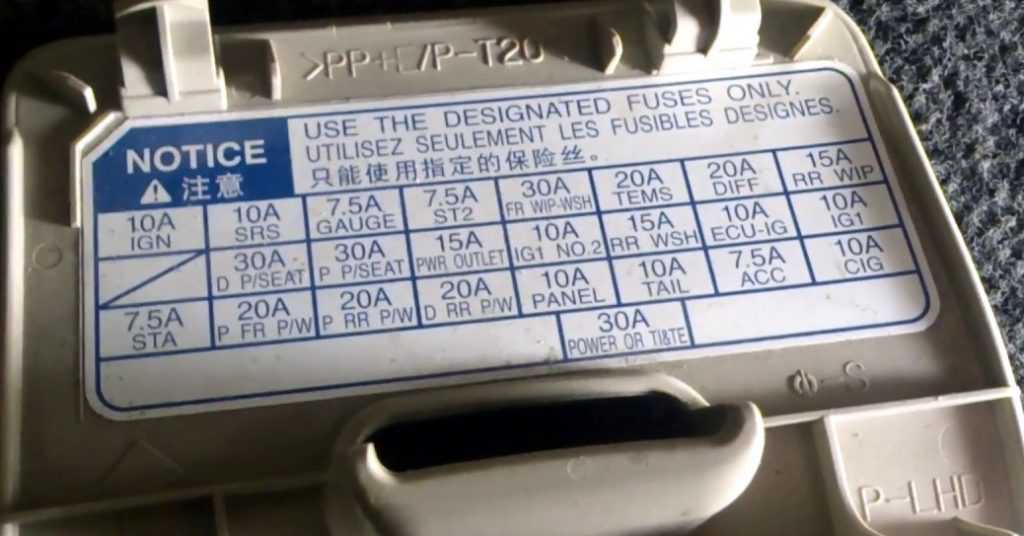 >PP+E/P-T20
NOTICE
注意
USE THE DESIGNATED FUSES ONLY.
UTILISEZ SEULEMENT LES FUSIBLES DESIGNES.
只能使用指定的保险丝。
10A IGN
10A SRS
7.5A GAUGE
7.5A ST2
30A FR WIP-WSH
20A TEMS
20A DIFF
15A RR WIP
30A D P/SEAT
30A P P/SEAT
15A PWR OUTLET
10A IG1 NO.2
15A RR WSH
10A ECU-IG
10A IG1
7.5A STA
20A P FR P/W
20A P RR P/W
20A D RR P/W
10A PANEL
10A TAIL
7.5A ACC
10A CIG
30A POWER OR TI&TE
-S
P-LHD